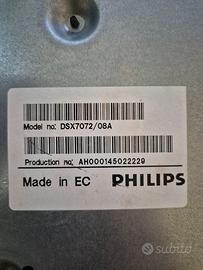 Model no: DSX7072/08A
Production no: AH000145022229
Made in EC PHILIPS
subito